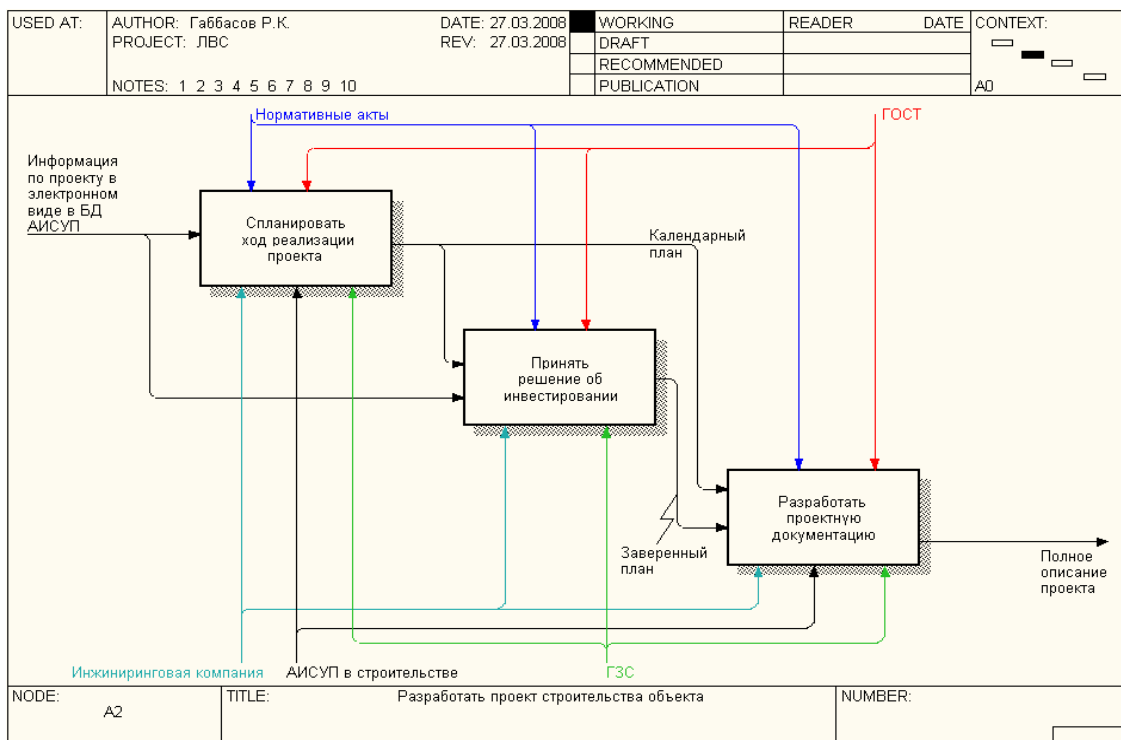 USED AT:
AUTHOR: Габбасов Р.К.
DATE: 27.03.2008
PROJECT: ЛВС
REV: 27.03.2008
NOTES: 1 2 3 4 5 6 7 8 9 10
WORKING
DRAFT
RECOMMENDED
PUBLICATION
READER
DATE
CONTEXT:
A0
Нормативные акты
ГОСТ
Информация
по проекту в
электронном
виде в БД
АИСУП
Спланировать
ход реализации
проекта
Календарный
план
Принять
решение об
инвестировании
Разработать
проектную
документацию
Заверенный
план
Полное
описание
проекта
Инжиниринговая компания
АИСУП в строительстве
ГЗС
NODE:
A2
TITLE:
Разработать проект строительства объекта
NUMBER: